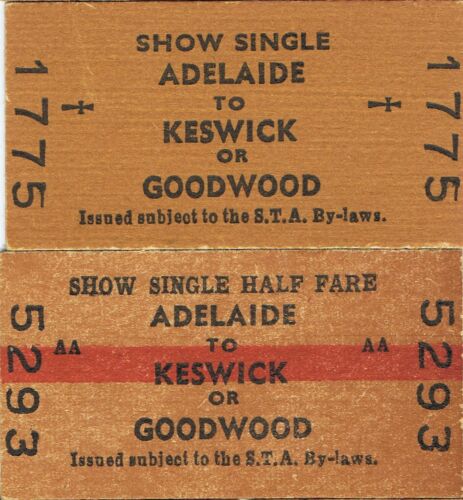 1775
SHOW SINGLE
ADELAIDE
TO
KESWICK
OR
GOODWOOD
Issued subject to the S.T.A. By-laws.
1775
5293
SHOW SINGLE HALF FARE
ADELAIDE
AA AA
TO
KESWICK
OR
GOODWOOD
Issued subject to the S.T.A. By-laws.
5293